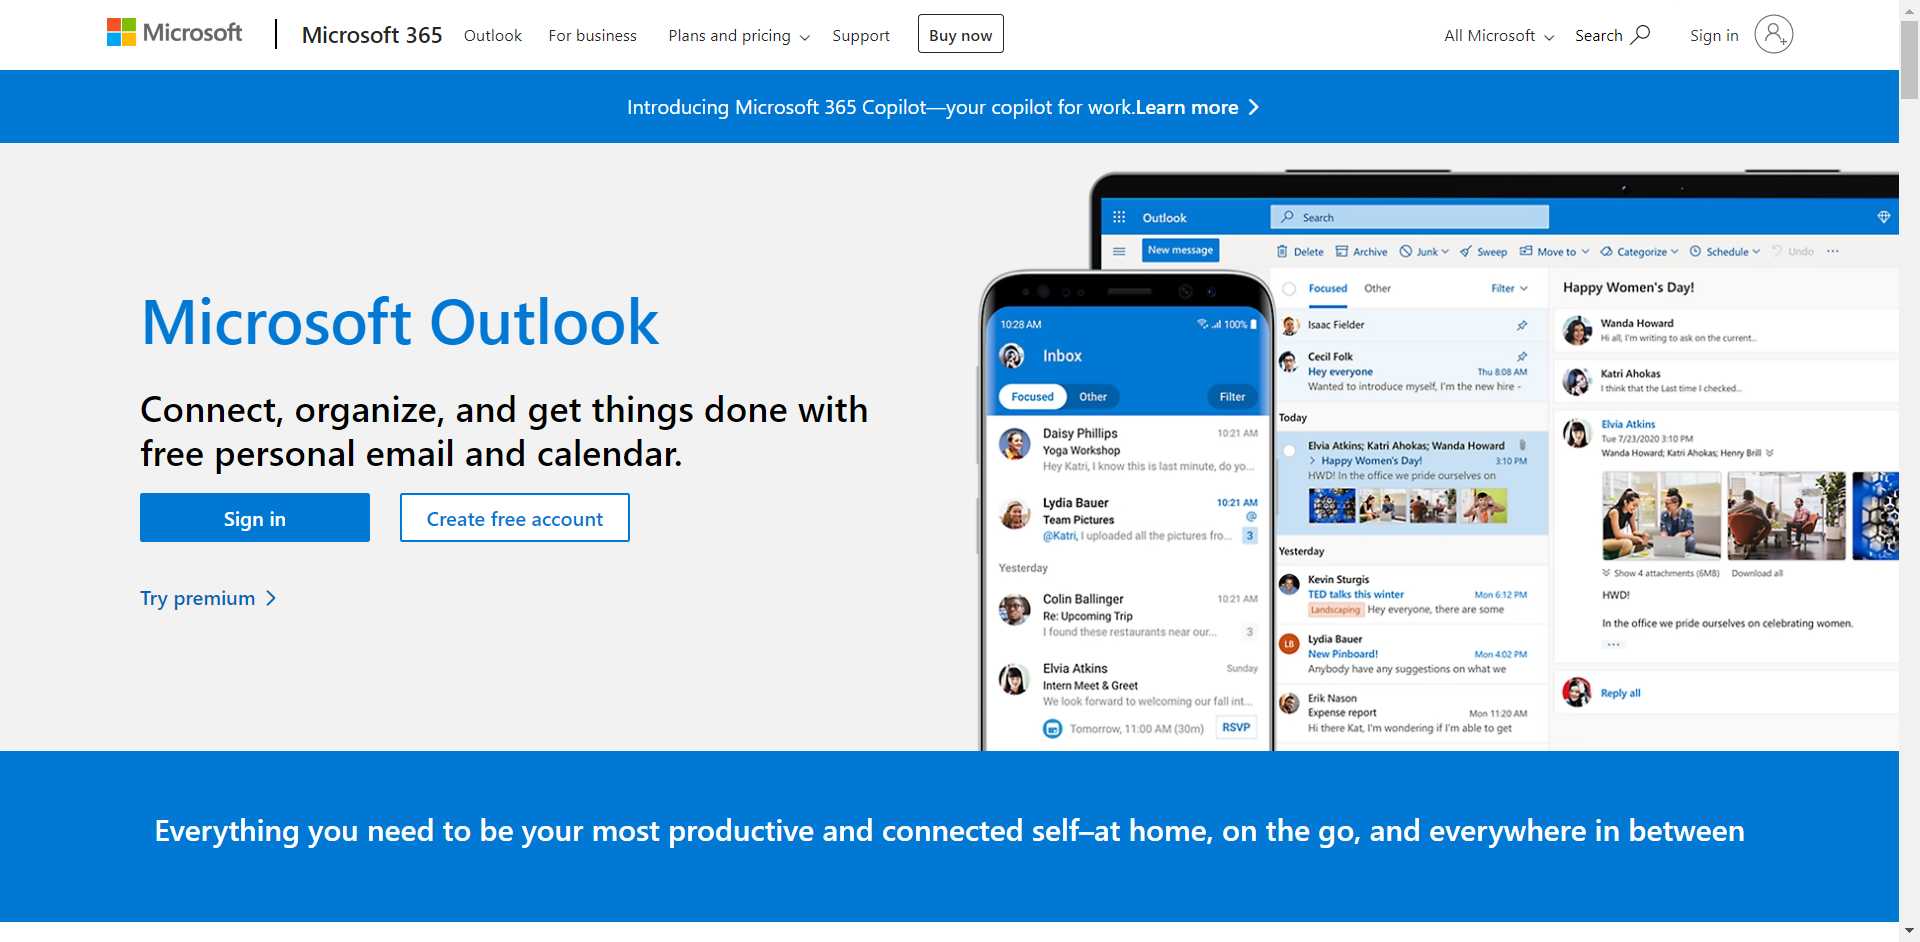 Microsoft
Microsoft 365
Outlook
For business
Plans and pricing
Support
Buy now
All Microsoft
Search
Sign in
Introducing Microsoft 365 Copilot—your copilot for work.Learn more
Microsoft Outlook
Connect, organize, and get things done with
free personal email and calendar.
Sign in
Create free account
Try premium
10:28 AM
100%
Inbox
Focused
Other
Filter
Daisy Phillips
10:21 AM
Yoga Workshop
Hey Katri, I know this is last minute, do yo...
Lydia Bauer
10:21 AM
Team Pictures
@
@Katri, I uploaded all the pictures fro...
3
Yesterday
Colin Ballinger
10:21 AM
Re: Upcoming Trip
I found these restaurants near our...
3
Elvia Atkins
Sunday
Intern Meet & Greet
We look forward to welcoming our fall int...
Tomorrow, 11:00 AM (30m)
RSVP
Outlook
Search
New message
Delete
Archive
Junk
Sweep
Move to
Categorize
Schedule
Undo
...
Focused
Other
Filter
Isaac Fielder
Cecil Folk
Hey everyone
Thu 8:08 AM
Wanted to introduce myself, I'm the new hire -
Today
Elvia Atkins; Katri Ahokas; Wanda Howard
> Happy Women's Day!
3:10 PM
HWD! In the office we pride ourselves on
Yesterday
Kevin Sturgis
TED talks this winter
Mon 6:12 PM
Landscaping Hey everyone, there are some
LB
Lydia Bauer
New Pinboard!
Mon 4:02 PM
Anybody have any suggestions on what we
Erik Nason
Expense report
Mon 11:20 AM
Hi there Kat, I'm wondering if I'm able to get
Happy Women's Day!
Wanda Howard
Hi all, I'm writing to ask on the current...
Katri Ahokas
I think that the Last time I checked...
Elvia Atkins
Tue 7/23/2020 3:10 PM
Wanda Howard; Katri Ahokas; Henry Brill
Show 4 attachments (6MB)
Download all
HWD!
In the office we pride ourselves on celebrating women.
...
Reply all
Everything you need to be your most productive and connected self–at home, on the go, and everywhere in between